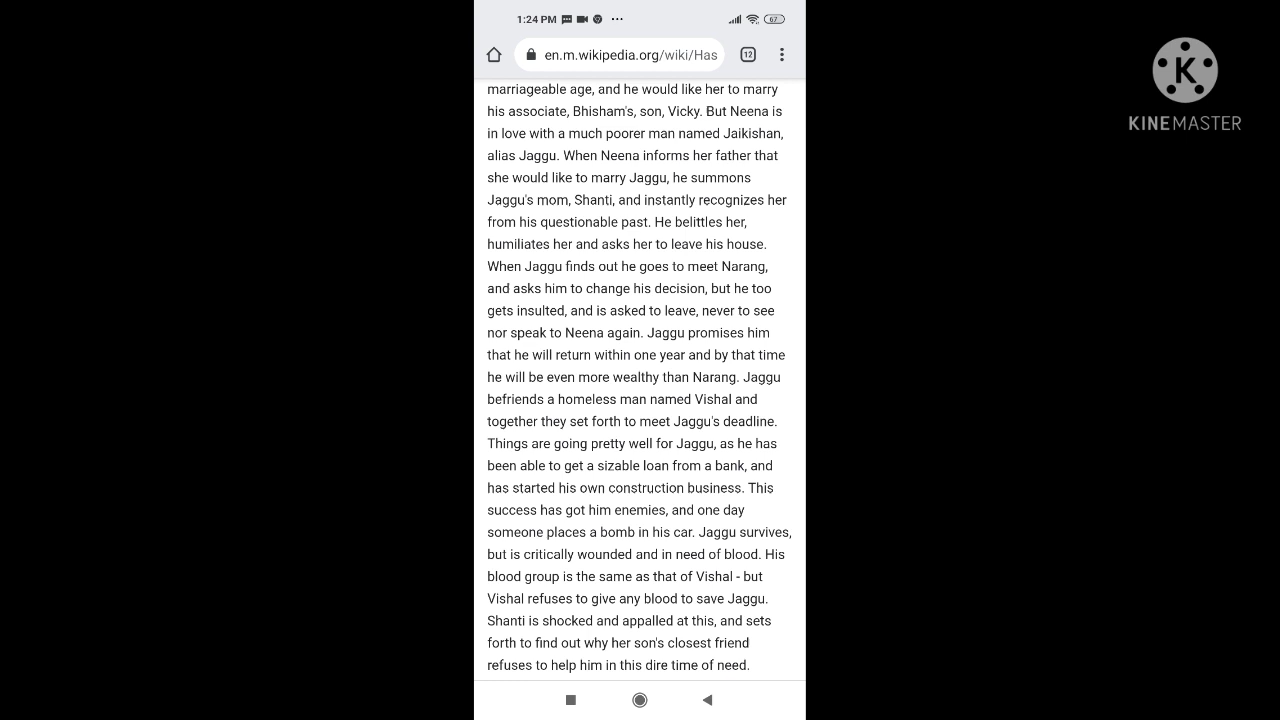 1:24 PM
67
en.m.wikipedia.org/wiki/Has
12
marriageable age, and he would like her to marry
his associate, Bhisham's, son, Vicky. But Neena is
in love with a much poorer man named Jaikishan,
alias Jaggu. When Neena informs her father that
she would like to marry Jaggu, he summons
Jaggu's mom, Shanti, and instantly recognizes her
from his questionable past. He belittles her,
humiliates her and asks her to leave his house.
When Jaggu finds out he goes to meet Narang,
and asks him to change his decision, but he too
gets insulted, and is asked to leave, never to see
nor speak to Neena again. Jaggu promises him
that he will return within one year and by that time
he will be even more wealthy than Narang. Jaggu
befriends a homeless man named Vishal and
together they set forth to meet Jaggu's deadline.
Things are going pretty well for Jaggu, as he has
been able to get a sizable loan from a bank, and
has started his own construction business. This
success has got him enemies, and one day
someone places a bomb in his car. Jaggu survives,
but is critically wounded and in need of blood. His
blood group is the same as that of Vishal - but
Vishal refuses to give any blood to save Jaggu.
Shanti is shocked and appalled at this, and sets
forth to find out why her son's closest friend
refuses to help him in this dire time of need.
K
KINEMASTER